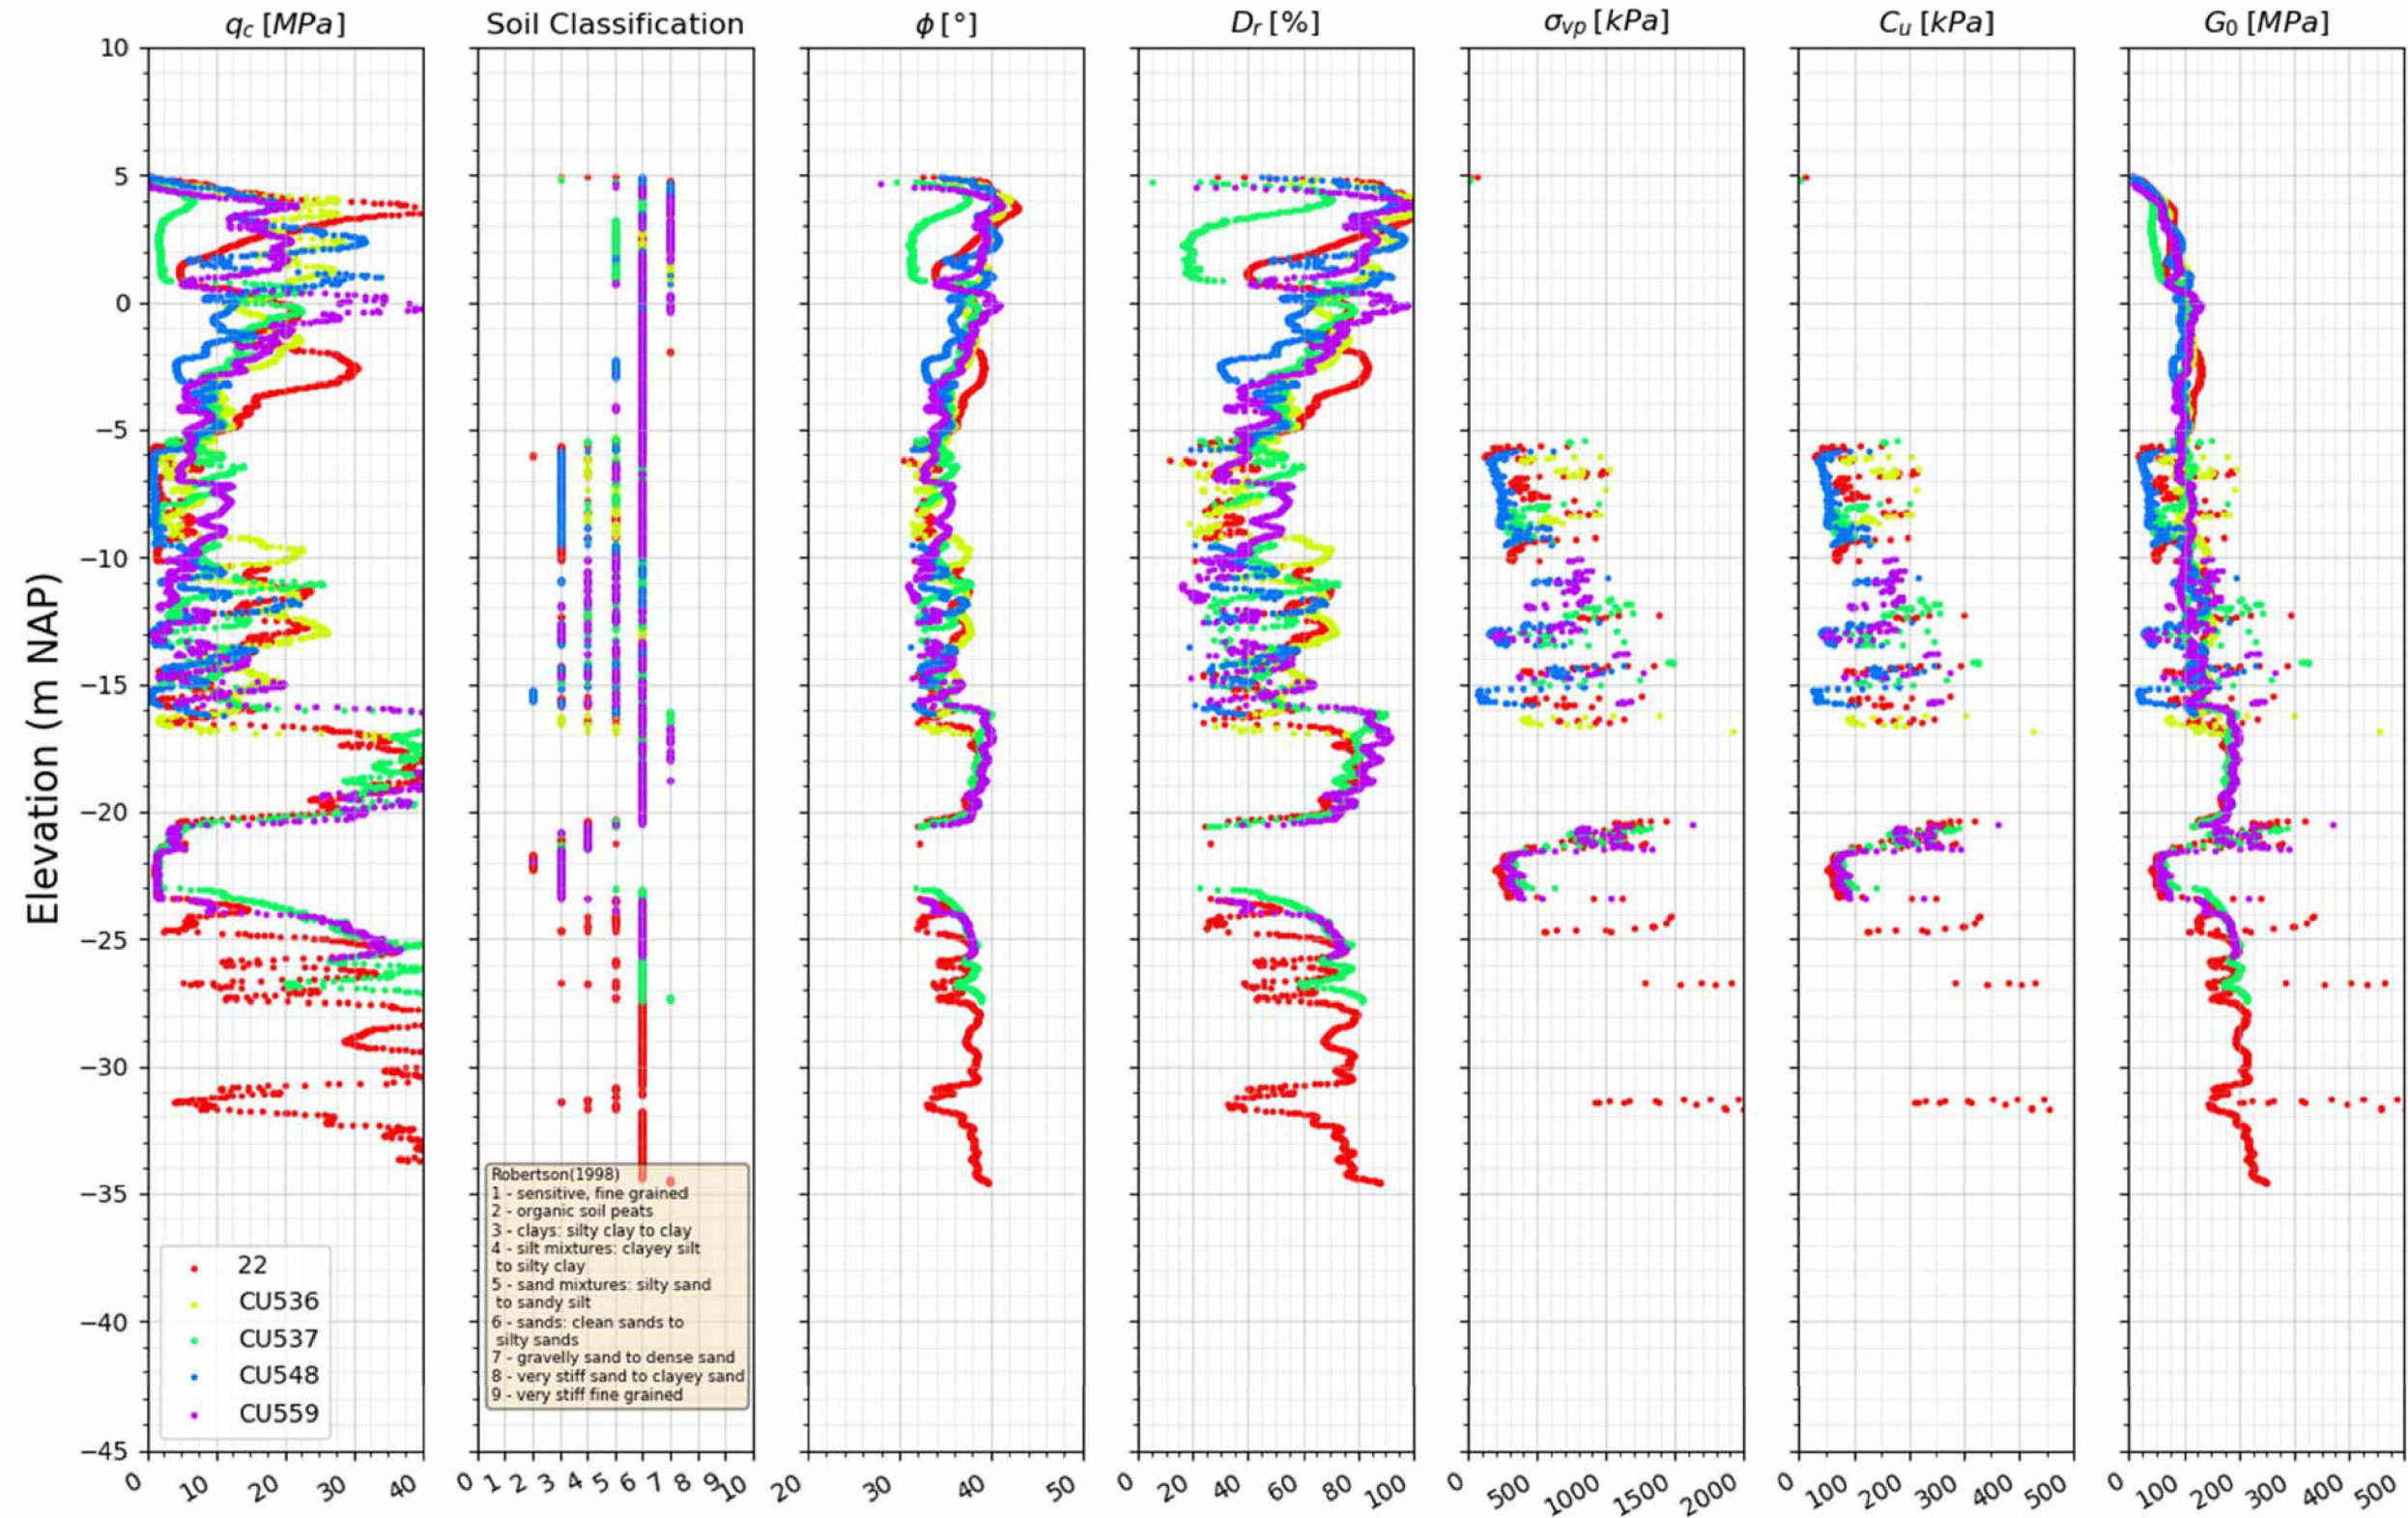 q_c [MPa]
Soil Classification
ϕ [°]
D_r [%]
σ_vp [kPa]
C_u [kPa]
G_0 [MPa]
Elevation (m NAP)
10
5
0
−5
−10
−15
−20
−25
−30
−35
−40
−45
22
CU536
CU537
CU548
CU559
Robertson(1998)
1 - sensitive, fine grained
2 - organic soil peats
3 - clays: silty clay to clay
4 - silt mixtures: clayey silt
to silty clay
5 - sand mixtures: silty sand
to sandy silt
6 - sands: clean sands to
silty sands
7 - gravelly sand to dense sand
8 - very stiff sand to clayey sand
9 - very stiff fine grained
0 10 20 30 40
0 1 2 3 4 5 6 7 8 9 10
20 30 40 50
0 20 40 60 80 100
0 500 1000 1500 2000
0 100 200 300 400 500
0 100 200 300 400 500